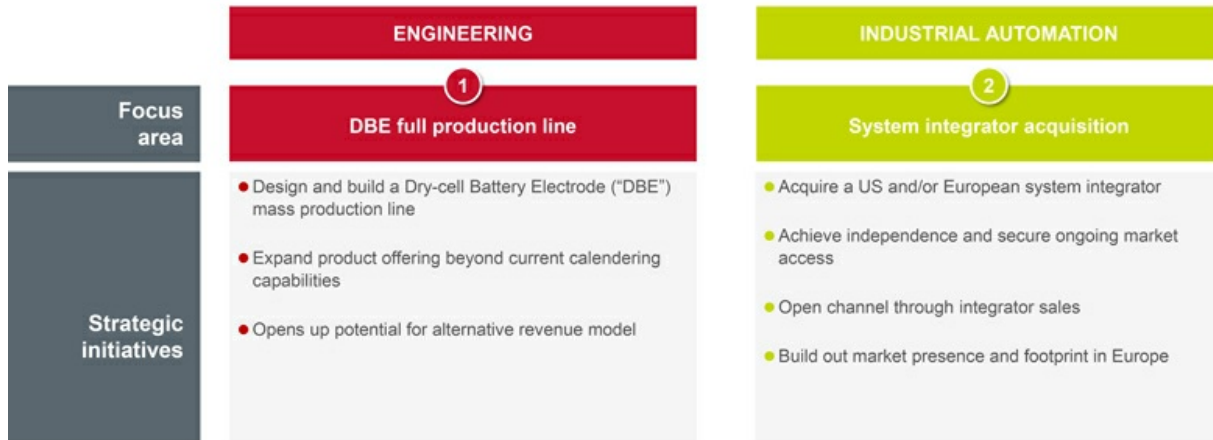 ENGINEERING
INDUSTRIAL AUTOMATION
Focus
area
1
DBE full production line
2
System integrator acquisition
Strategic
initiatives
Design and build a Dry-cell Battery Electrode (“DBE”)
mass production line
Expand product offering beyond current calendering
capabilities
Opens up potential for alternative revenue model
Acquire a US and/or European system integrator
Achieve independence and secure ongoing market
access
Open channel through integrator sales
Build out market presence and footprint in Europe